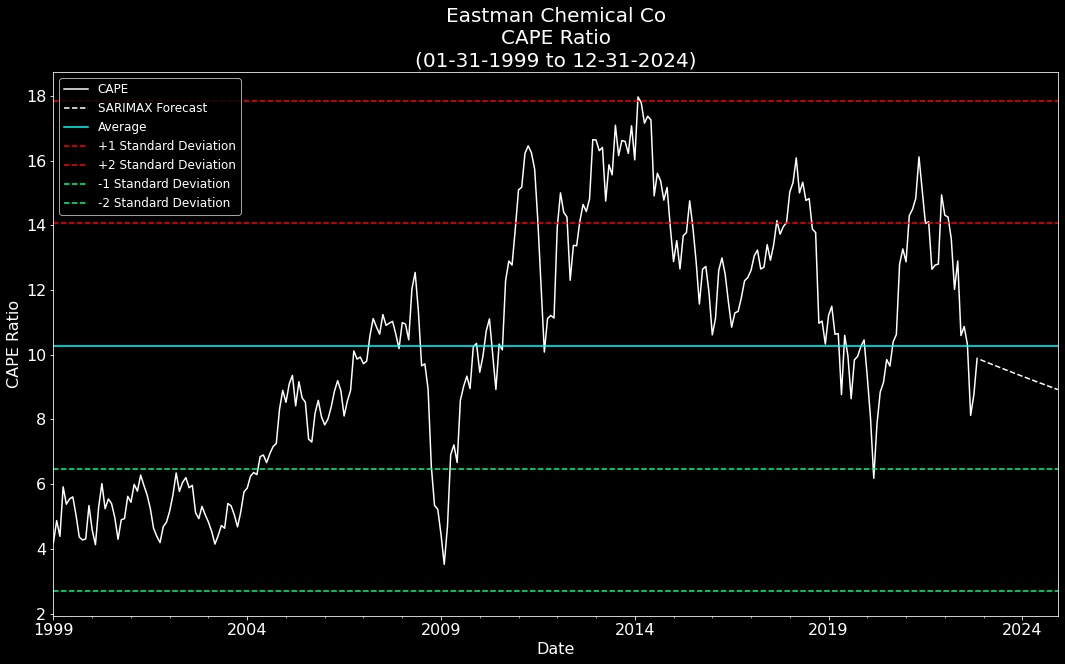 Eastman Chemical Co
CAPE Ratio
(01-31-1999 to 12-31-2024)
CAPE
SARIMAX Forecast
Average
+1 Standard Deviation
+2 Standard Deviation
-1 Standard Deviation
-2 Standard Deviation
18
16
14
12
10
8
6
4
2
CAPE Ratio
1999
2004
2009
2014
2019
2024
Date